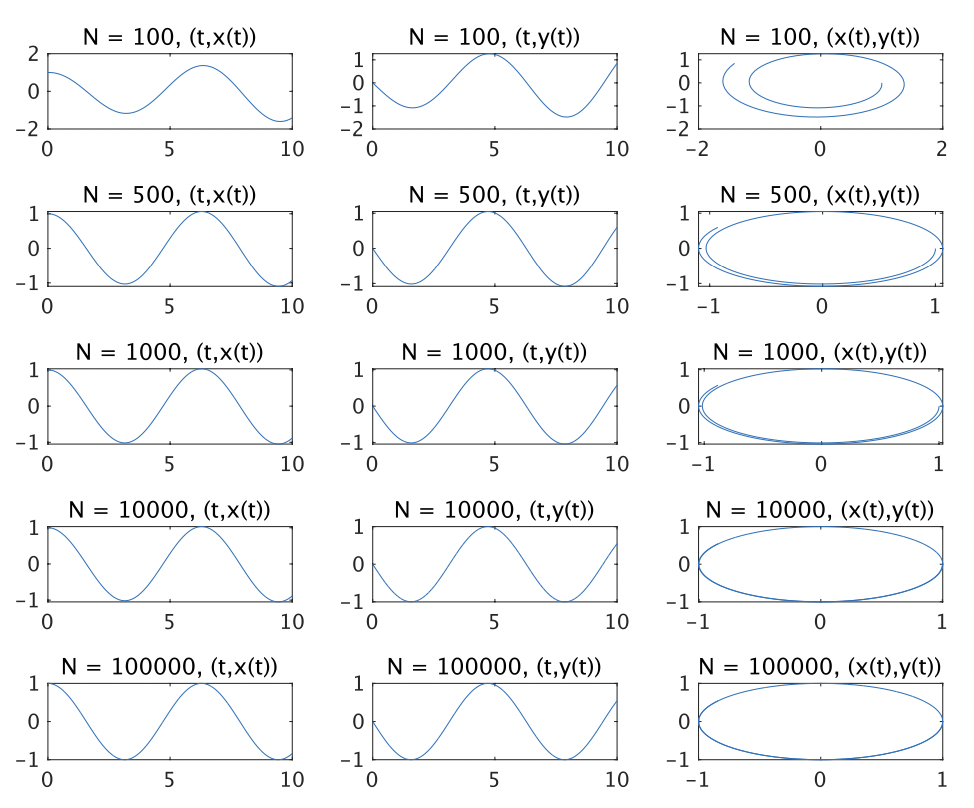 N = 100, (t,x(t)) N = 100, (t,y(t)) N = 100, (x(t),y(t))
2 1 1
0 0 0
−1 −1
−2 −2 −2
0 5 10 0 5 10 −2 0 2
N = 500, (t,x(t)) N = 500, (t,y(t)) N = 500, (x(t),y(t))
1 1 1
0 0 0
−1 −1 −1
0 5 10 0 5 10 −1 0 1
N = 1000, (t,x(t)) N = 1000, (t,y(t)) N = 1000, (x(t),y(t))
1 1 1
0 0 0
−1 −1 −1
0 5 10 0 5 10 −1 0 1
N = 10000, (t,x(t)) N = 10000, (t,y(t)) N = 10000, (x(t),y(t))
1 1 1
0 0 0
−1 −1 −1
0 5 10 0 5 10 −1 0 1
N = 100000, (t,x(t)) N = 100000, (t,y(t)) N = 100000, (x(t),y(t))
1 1 1
0 0 0
−1 −1 −1
0 5 10 0 5 10 −1 0 1